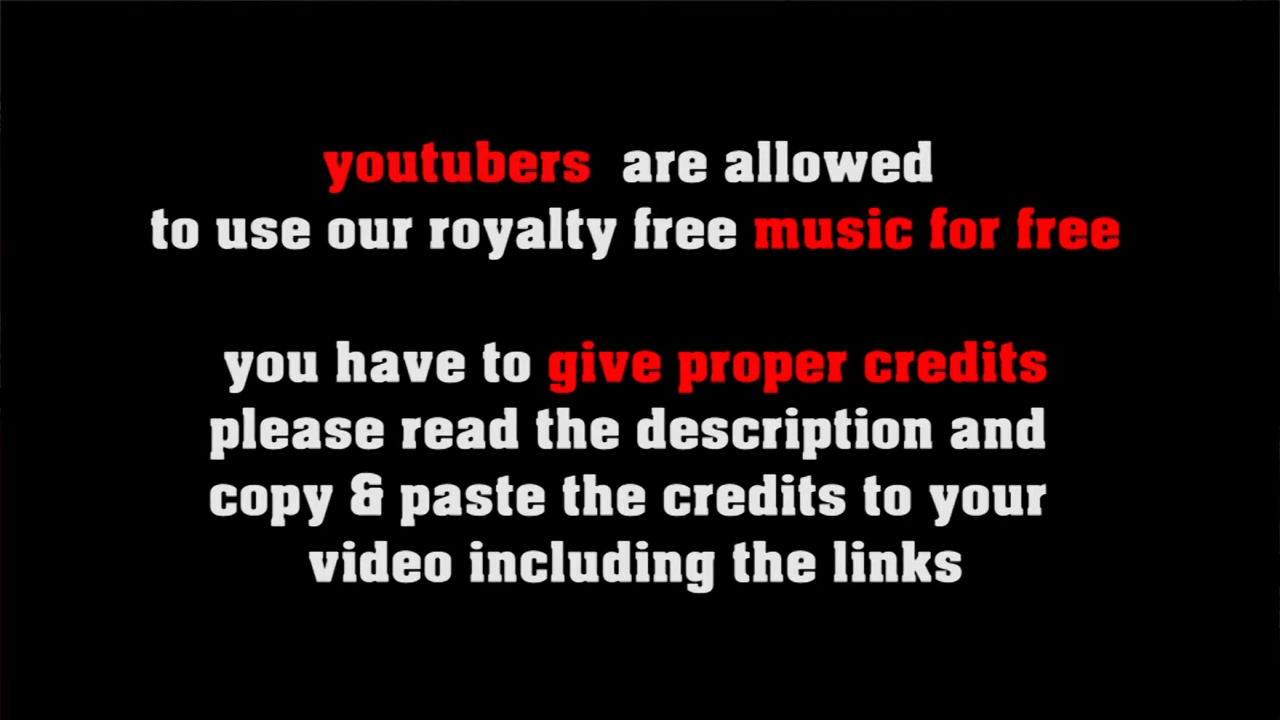 youtubers are allowed
to use our royalty free music for free
you have to give proper credits
please read the description and
copy & paste the credits to your
video including the links